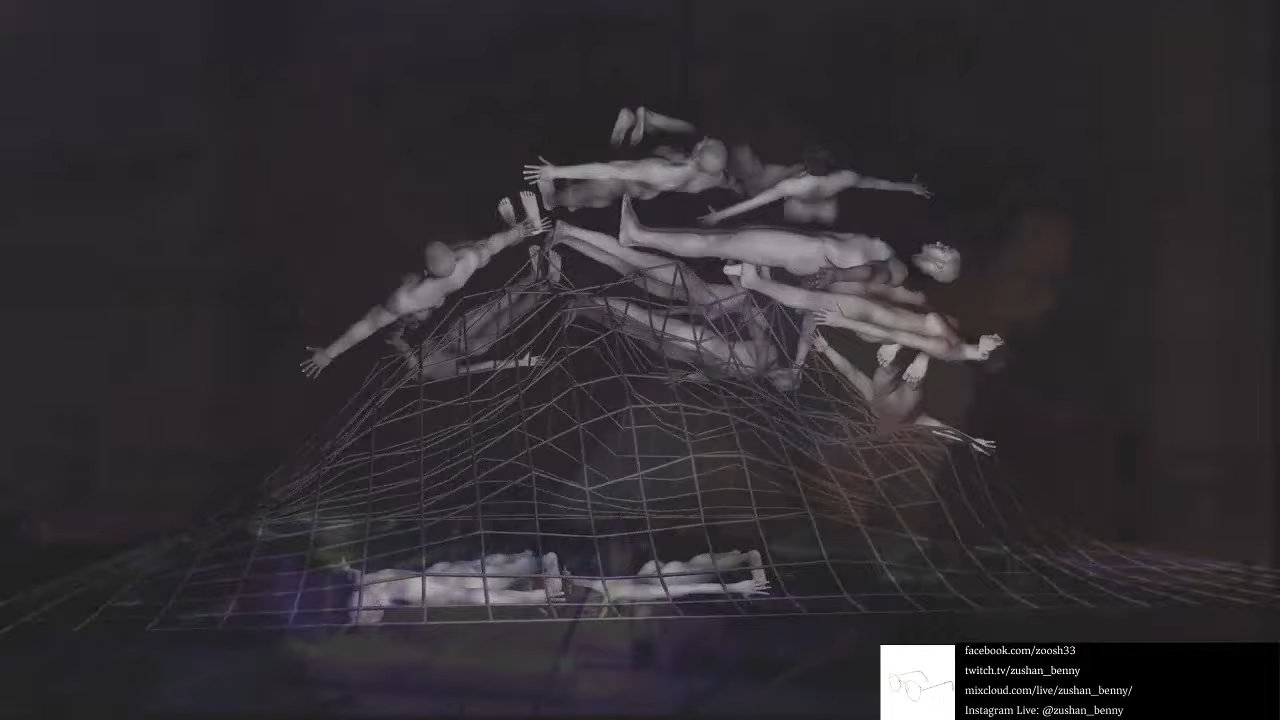 facebook.com/zoosh33
twitch.tv/zushan_benny
mixcloud.com/live/zushan_benny/
Instagram Live: @zushan_benny